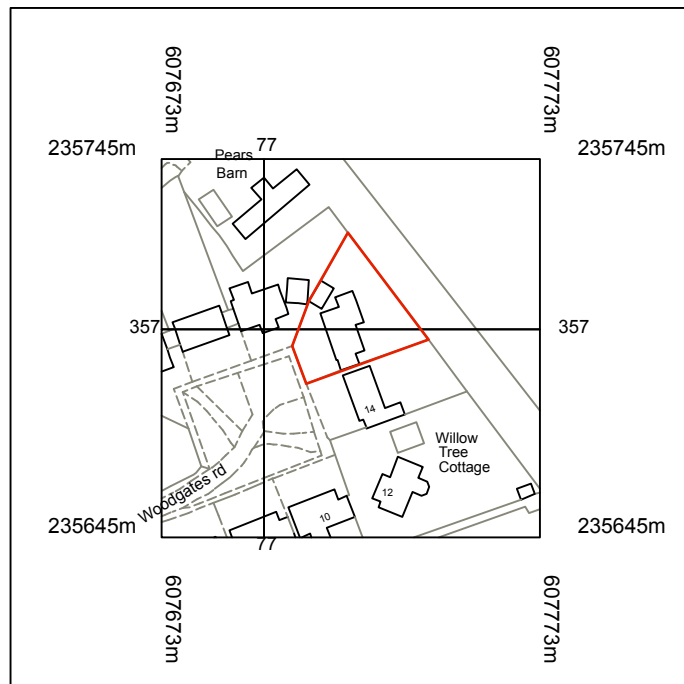 607673m
607773m
235745m
77
235745m
Pears
Barn
357
357
14
Willow
Tree
Cottage
12
Woodgates rd
10
235645m
77
235645m
607673m
607773m